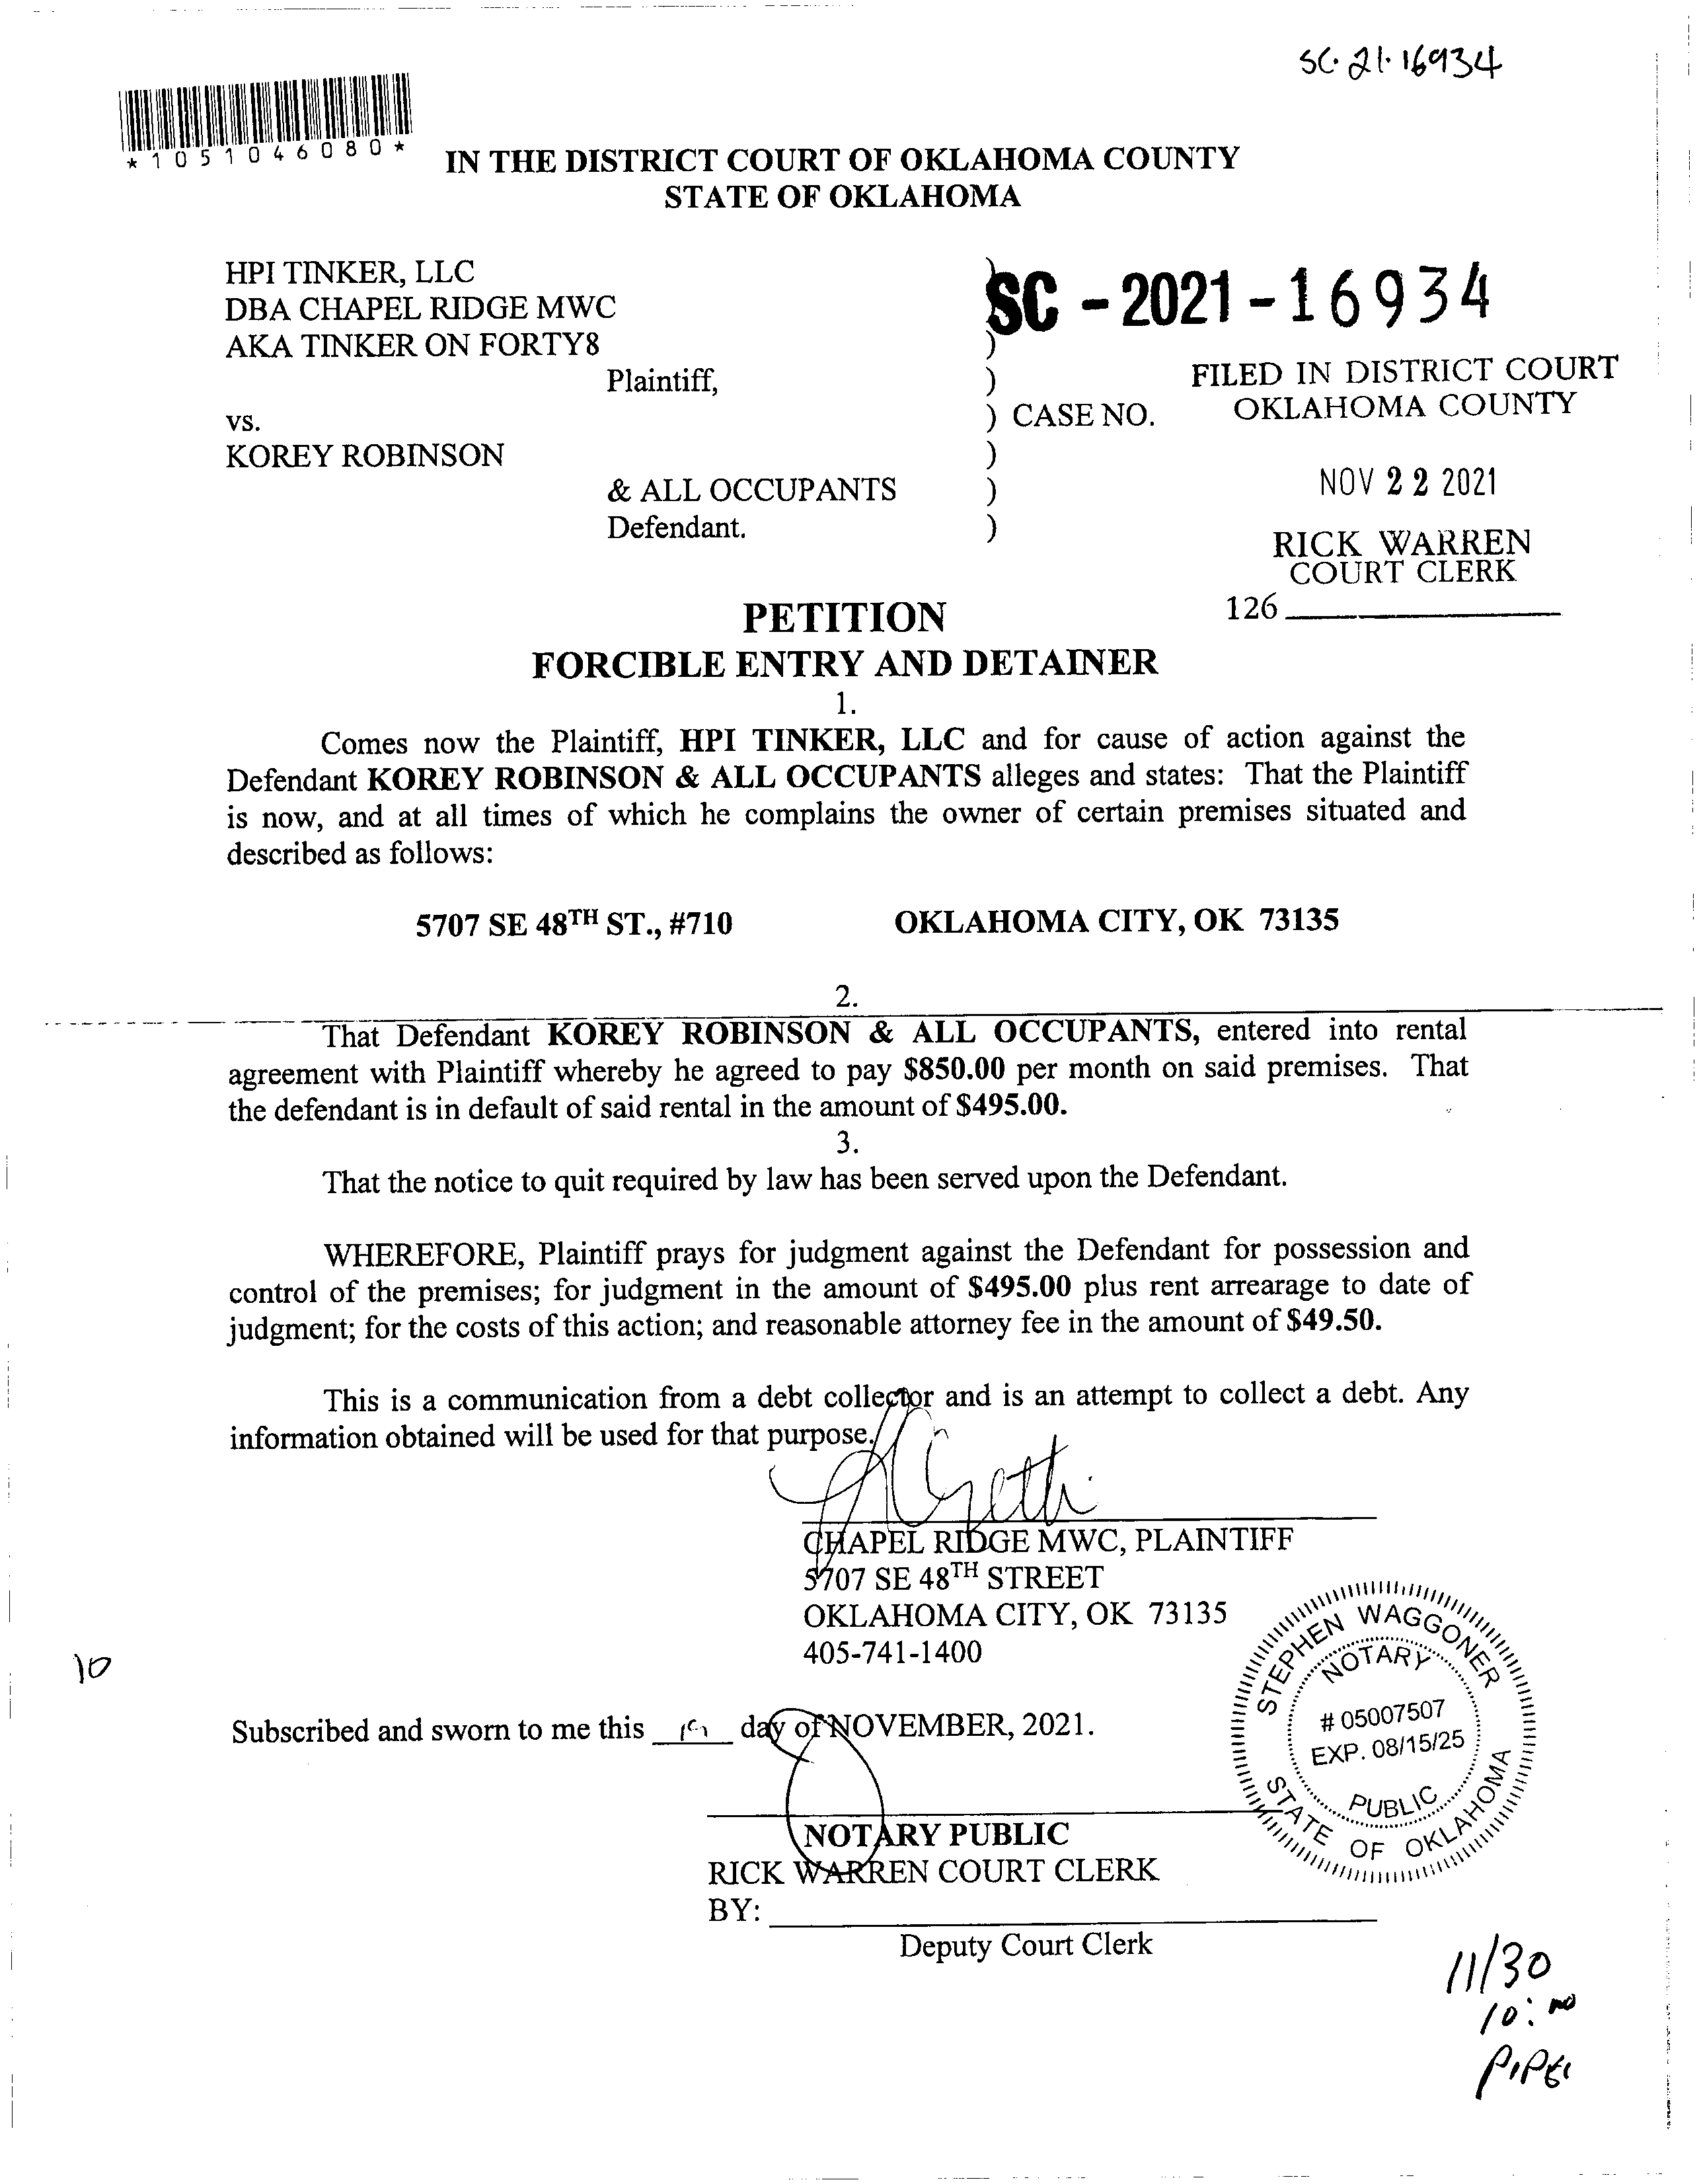 SC-21-16934
*1051046080*
IN THE DISTRICT COURT OF OKLAHOMA COUNTY
STATE OF OKLAHOMA
HPI TINKER, LLC
DBA CHAPEL RIDGE MWC
AKA TINKER ON FORTY8
Plaintiff,
vs.
KOREY ROBINSON
& ALL OCCUPANTS
Defendant.
)
)
)
) CASE NO.
)
)
)
SC - 2021 - 16934
FILED IN DISTRICT COURT
OKLAHOMA COUNTY
NOV 22 2021
RICK WARREN
COURT CLERK
126
PETITION
FORCIBLE ENTRY AND DETAINER
1.
Comes now the Plaintiff, HPI TINKER, LLC and for cause of action against the
Defendant KOREY ROBINSON & ALL OCCUPANTS alleges and states: That the Plaintiff
is now, and at all times of which he complains the owner of certain premises situated and
described as follows:
5707 SE 48TH ST., #710 OKLAHOMA CITY, OK 73135
2.
That Defendant KOREY ROBINSON & ALL OCCUPANTS, entered into rental
agreement with Plaintiff whereby he agreed to pay $850.00 per month on said premises. That
the defendant is in default of said rental in the amount of $495.00.
3.
That the notice to quit required by law has been served upon the Defendant.
WHEREFORE, Plaintiff prays for judgment against the Defendant for possession and
control of the premises; for judgment in the amount of $495.00 plus rent arrearage to date of
judgment; for the costs of this action; and reasonable attorney fee in the amount of $49.50.
This is a communication from a debt collector and is an attempt to collect a debt. Any
information obtained will be used for that purpose.
CHAPEL RIDGE MWC, PLAINTIFF
5707 SE 48TH STREET
OKLAHOMA CITY, OK 73135
405-741-1400
10
Subscribed and sworn to me this day of NOVEMBER, 2021.
STEPHEN WAGGONER
NOTARY
# 05007507
EXP. 08/15/25
PUBLIC
STATE OF OKLAHOMA
NOTARY PUBLIC
RICK WARREN COURT CLERK
BY:
Deputy Court Clerk
11/30
10:00